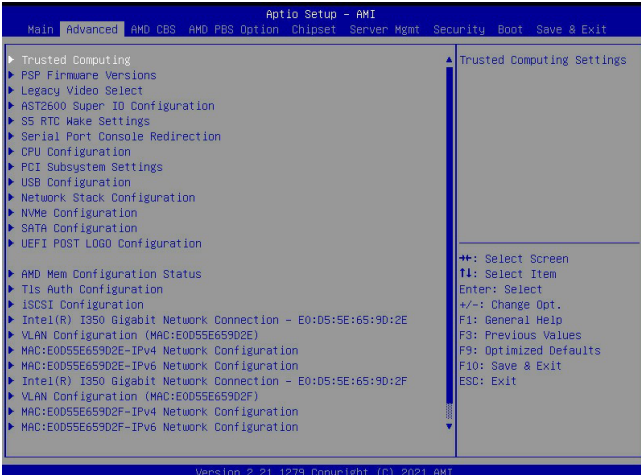 Aptio Setup - AMI
Main Advanced AMD CBS AMD PBS Option Chipset Server Mgmt Security Boot Save & Exit
Trusted Computing
PSP Firmware Versions
Legacy Video Select
AST2600 Super IO Configuration
S5 RTC Wake Settings
Serial Port Console Redirection
CPU Configuration
PCI Subsystem Settings
USB Configuration
Network Stack Configuration
NVMe Configuration
SATA Configuration
UEFI POST LOGO Configuration
AMD Mem Configuration Status
Tls Auth Configuration
iSCSI Configuration
Intel(R) I350 Gigabit Network Connection - E0:D5:5E:65:9D:2E
VLAN Configuration (MAC:E0D55E659D2E)
MAC:E0D55E659D2E-IPv4 Network Configuration
MAC:E0D55E659D2E-IPv6 Network Configuration
Intel(R) I350 Gigabit Network Connection - E0:D5:5E:65:9D:2F
VLAN Configuration (MAC:E0D55E659D2F)
MAC:E0D55E659D2F-IPv4 Network Configuration
MAC:E0D55E659D2F-IPv6 Network Configuration
Trusted Computing Settings
→←: Select Screen
↑↓: Select Item
Enter: Select
+/-: Change Opt.
F1: General Help
F3: Previous Values
F9: Optimized Defaults
F10: Save & Exit
ESC: Exit
Version 2.21.1279 Copyright (C) 2021 AMI